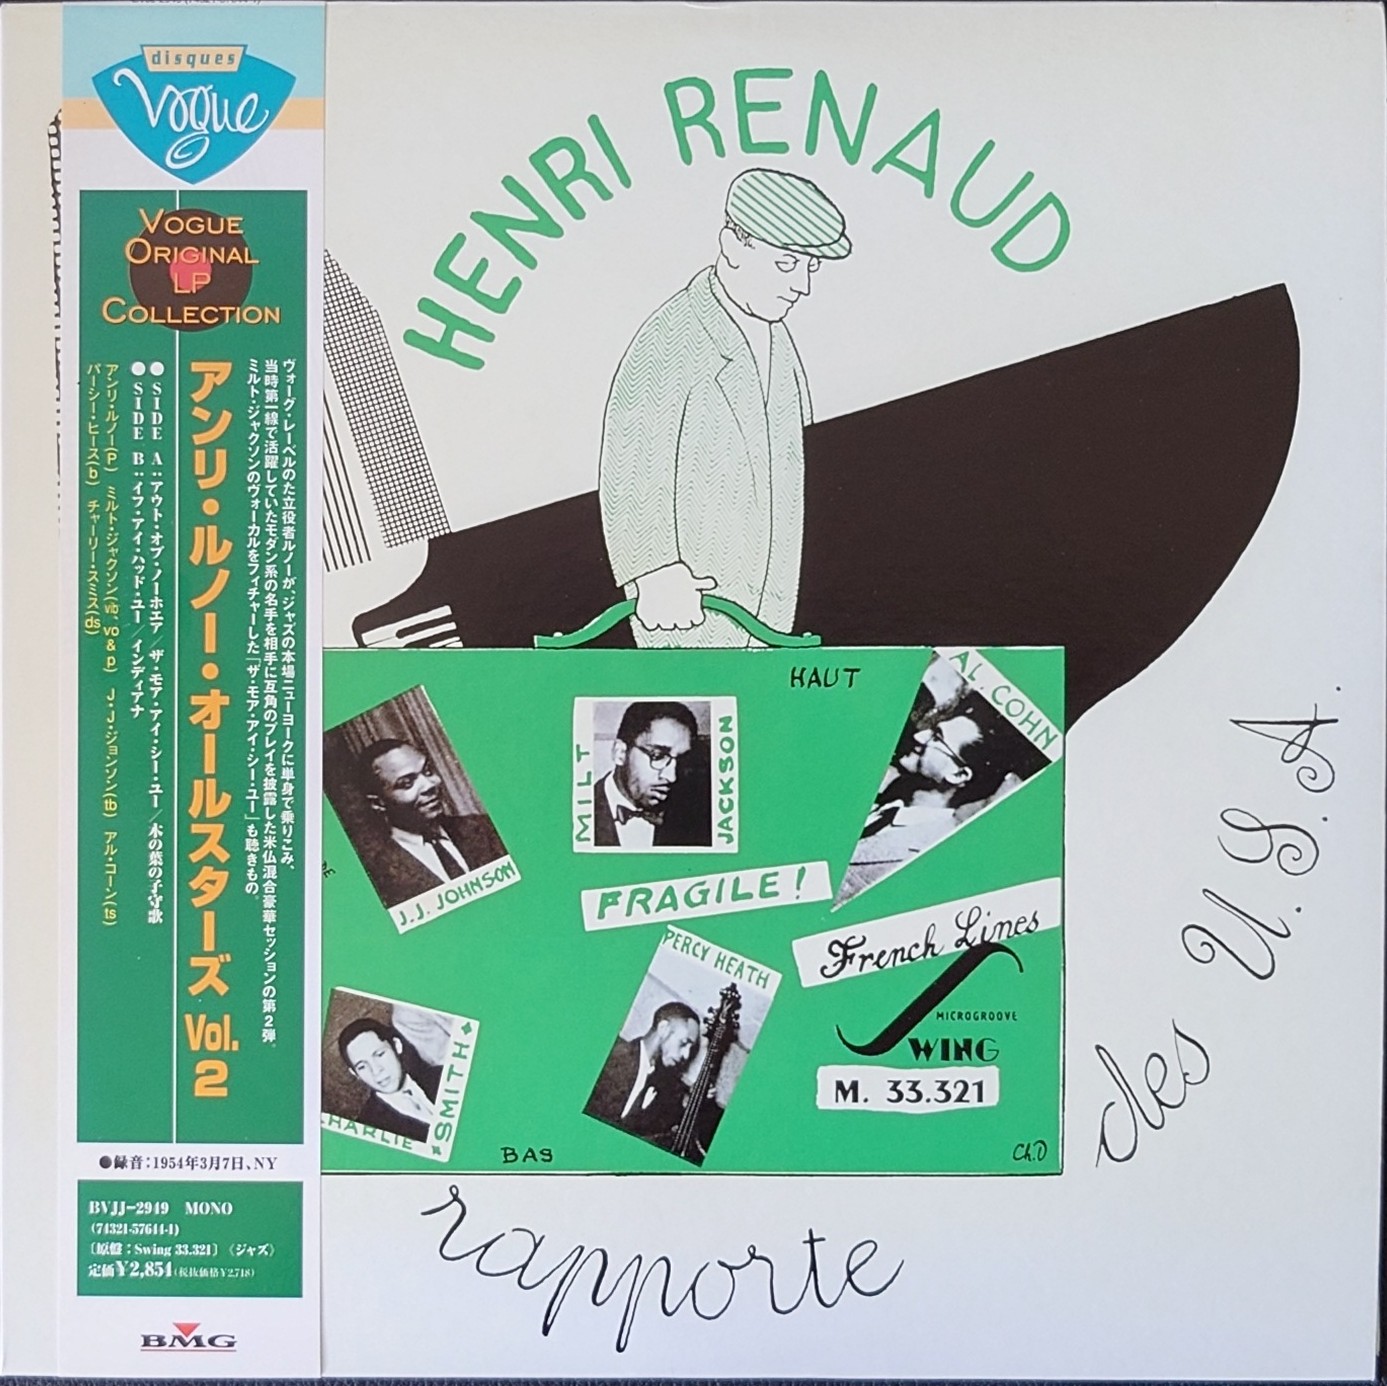 disques
Vogue
VOGUE
ORIGINAL
LP
COLLECTION
ヴォーグ・レーベルのた立役者ルノーが、ジャズの本場ニューヨークに単身で乗りこみ、
当時第一線で活躍していたモダン系の名手を相手に互角のプレイを披露した米仏混合豪華セッションの第2弾。
ミルト・ジャクソンのヴォーカルをフィチャーした「ザ・モア・アイ・シー・ユー」も聴きもの。
アンリ・ルノー・オールスターズ Vol. 2
●SIDE A:アウト・オブ・ノーホエア/ザ・モア・アイ・シー・ユー/木の葉の子守歌
●SIDE B:イフ・アイ・ハッド・ユー/インディアナ
アンリ・ルノー(P) ミルト・ジャクソン(vib, vo & p) J・J・ジョンソン(tb) アル・コーン(ts)
パーシー・ヒース(b) チャーリー・スミス(ds)
●録音:1954年3月7日、NY
BVJJ-2949 MONO
(74321-57644-1)
〔原盤:Swing 33.321〕〈ジャズ〉
定価¥2,854(税抜価格¥2,718)
BMG
HENRI RENAUD
HAUT
J.J. JOHNSON
MILT
JACKSON
AL. COHN
FRAGILE!
French Lines
PERCY HEATH
MICROGROOVE
SWING
M. 33.321
CHARLIE
SMITH
BAS
Ch.D
rapporte
des U.S.A.